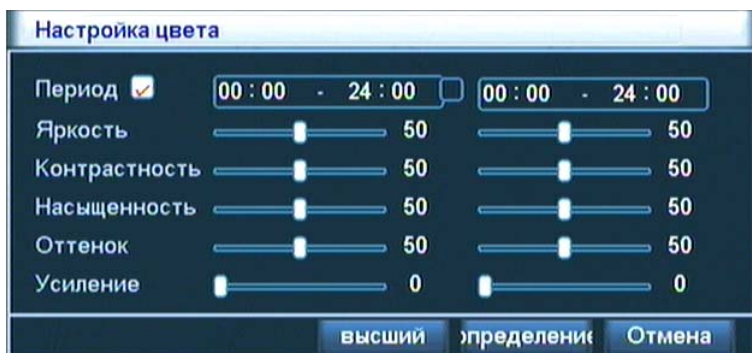 Настройка цвета
Период 00:00 - 24:00 00:00 - 24:00
Яркость 50 50
Контрастность 50 50
Насыщенность 50 50
Оттенок 50 50
Усиление 0 0
высший определение Отмена